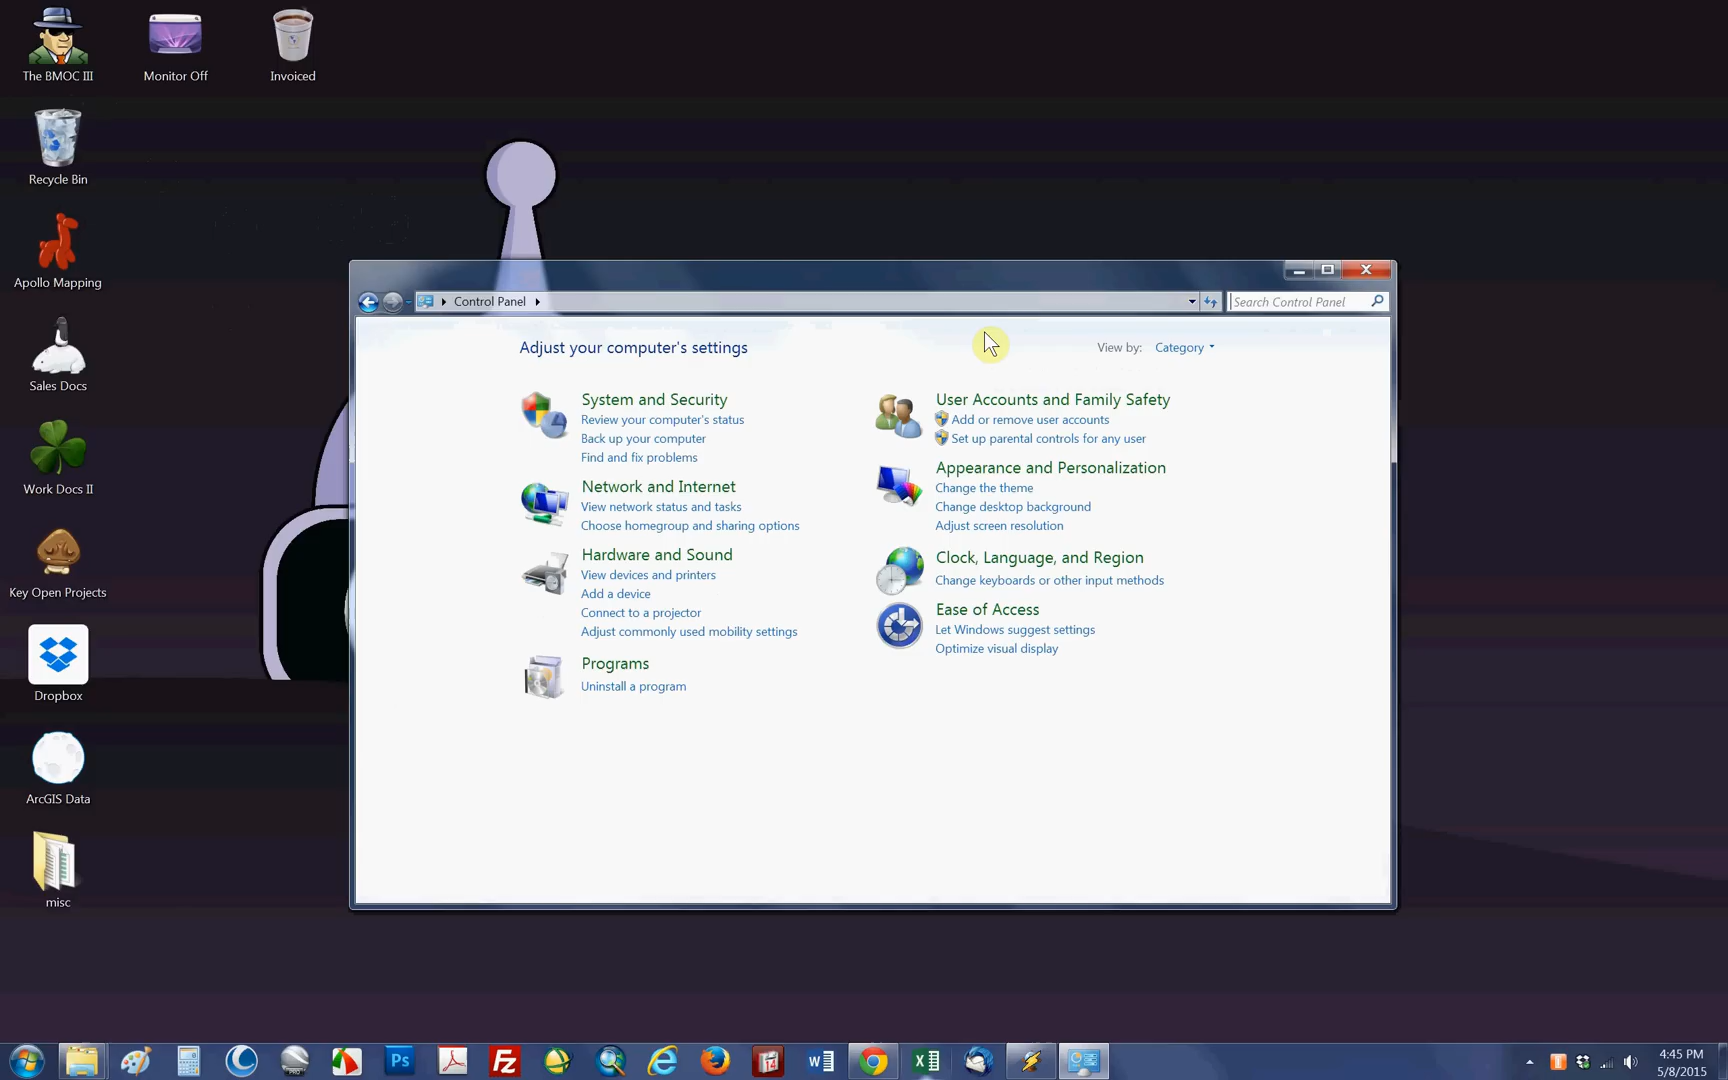 The BMOC III
Monitor Off
Invoiced
Recycle Bin
Apollo Mapping
Sales Docs
Work Docs II
Key Open Projects
Dropbox
ArcGIS Data
misc
Control Panel
Search Control Panel
Adjust your computer's settings
View by: Category
System and Security
Review your computer's status
Back up your computer
Find and fix problems
Network and Internet
View network status and tasks
Choose homegroup and sharing options
Hardware and Sound
View devices and printers
Add a device
Connect to a projector
Adjust commonly used mobility settings
Programs
Uninstall a program
User Accounts and Family Safety
Add or remove user accounts
Set up parental controls for any user
Appearance and Personalization
Change the theme
Change desktop background
Adjust screen resolution
Clock, Language, and Region
Change keyboards or other input methods
Ease of Access
Let Windows suggest settings
Optimize visual display
Ps
Fz
4:45 PM
5/8/2015